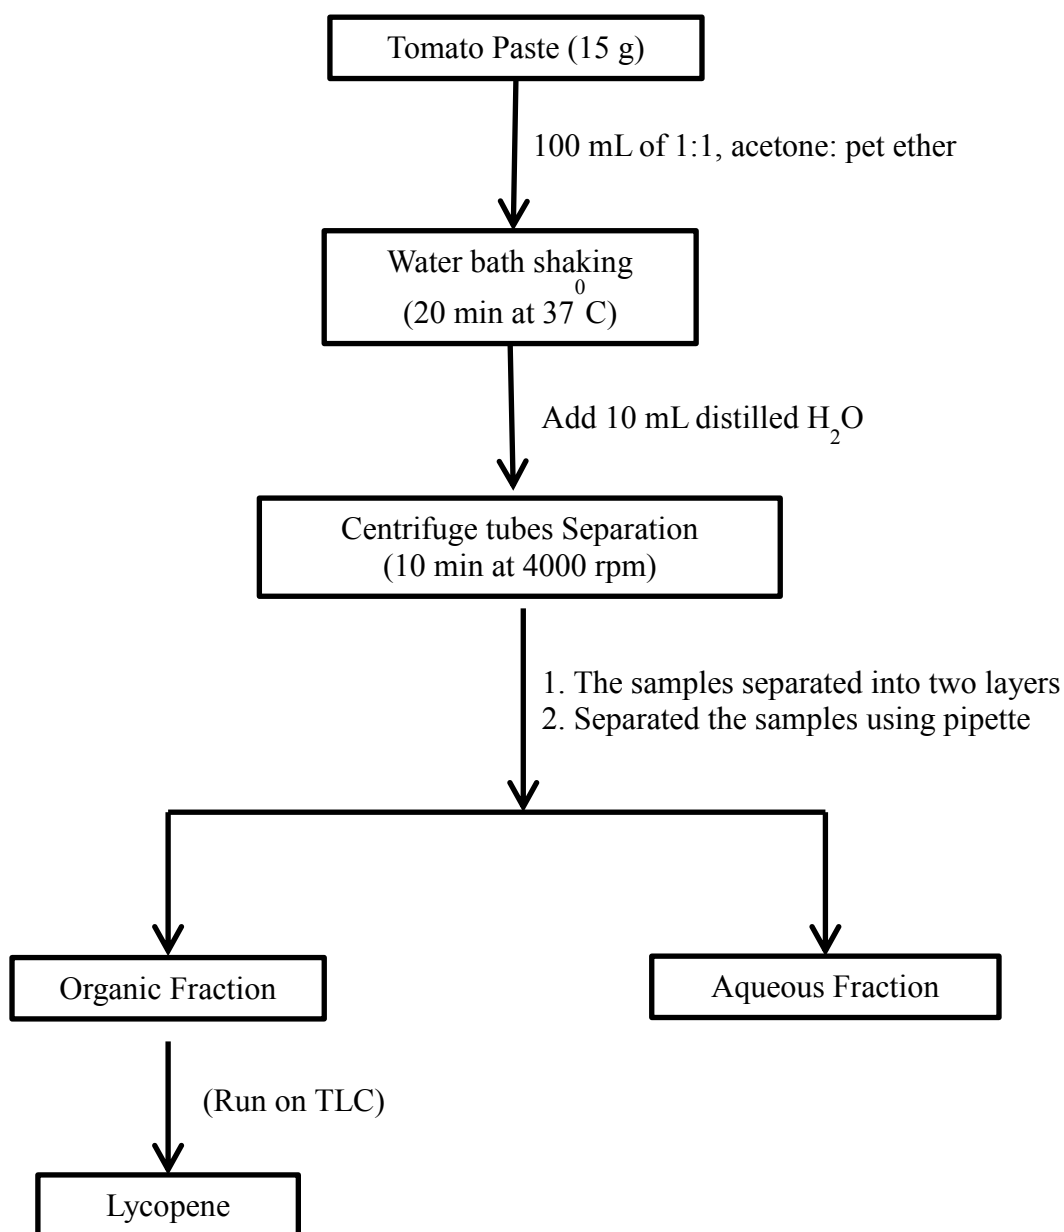 Tomato Paste (15 g)
100 mL of 1:1, acetone: pet ether
Water bath shaking
(20 min at 37⁰C)
Add 10 mL distilled H₂O
Centrifuge tubes Separation
(10 min at 4000 rpm)
1. The samples separated into two layers
2. Separated the samples using pipette
Organic Fraction
Aqueous Fraction
(Run on TLC)
Lycopene